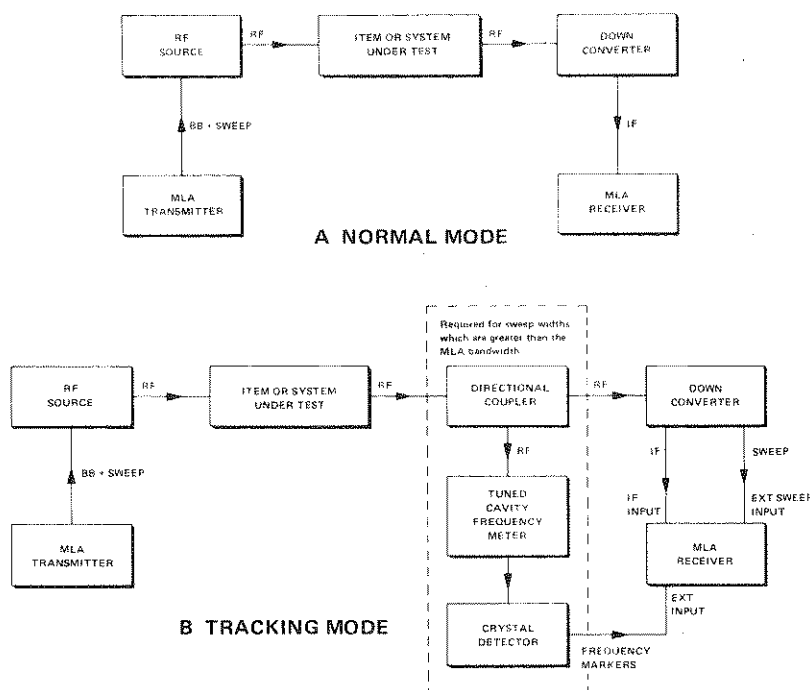 RF
SOURCE
RF
ITEM OR SYSTEM
UNDER TEST
RF
DOWN
CONVERTER
BB + SWEEP
IF
MLA
TRANSMITTER
MLA
RECEIVER
A NORMAL MODE
Required for sweep widths
which are greater than the
MLA bandwidth
RF
SOURCE
RF
ITEM OR SYSTEM
UNDER TEST
RF
DIRECTIONAL
COUPLER
RF
DOWN
CONVERTER
BB + SWEEP
RF
IF
SWEEP
TUNED
CAVITY
FREQUENCY
METER
IF
INPUT
EXT SWEEP
INPUT
MLA
TRANSMITTER
MLA
RECEIVER
EXT
INPUT
B TRACKING MODE
CRYSTAL
DETECTOR
FREQUENCY
MARKERS